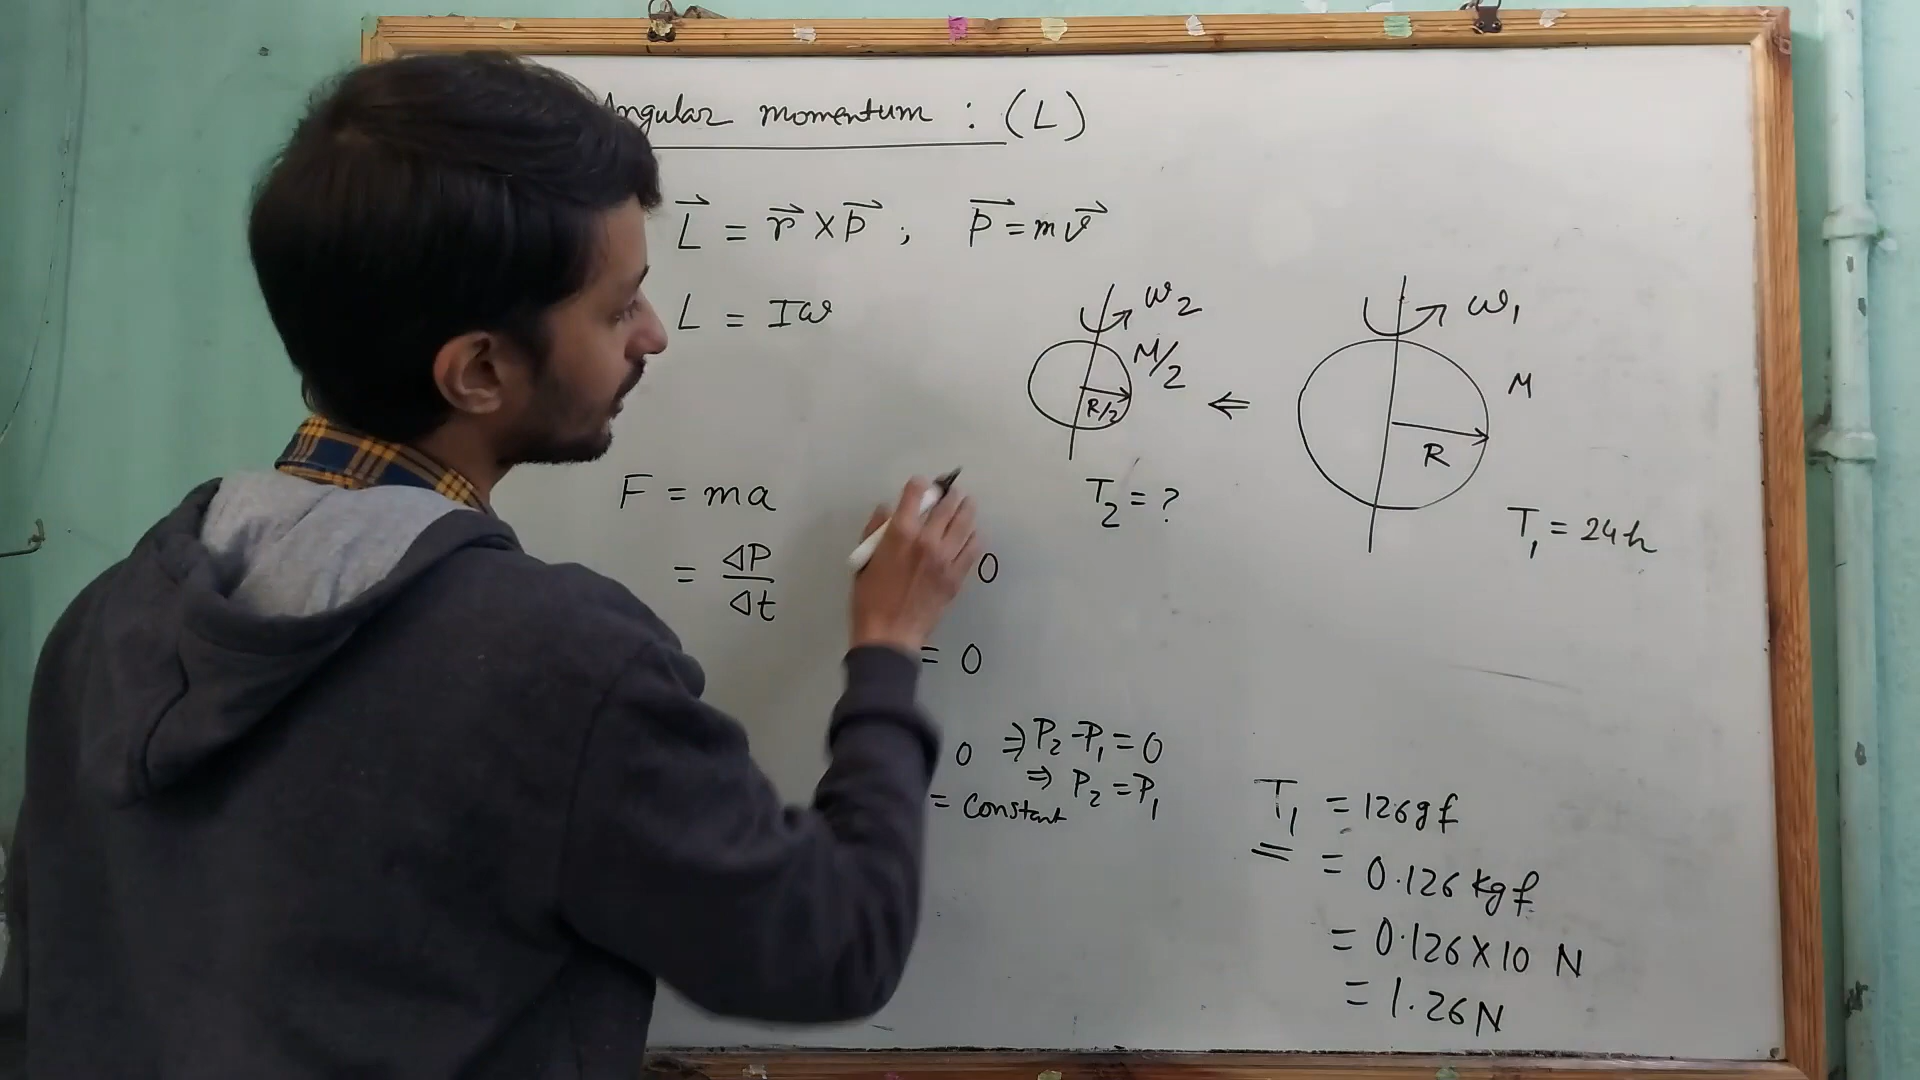 Angular momentum : (L)
L = r × p , p = mv
L = Iω
ω2
M/2
R/2
T2 = ?
⇐
ω1
M
R
T1 = 24h
F = ma
= ΔP/Δt
0
= 0
0 ⇒ P2 - P1 = 0
⇒ P2 = P1
= Constant
T1 = 126gf
= 0.126 kgf
= 0.126 X 10 N
= 1.26N